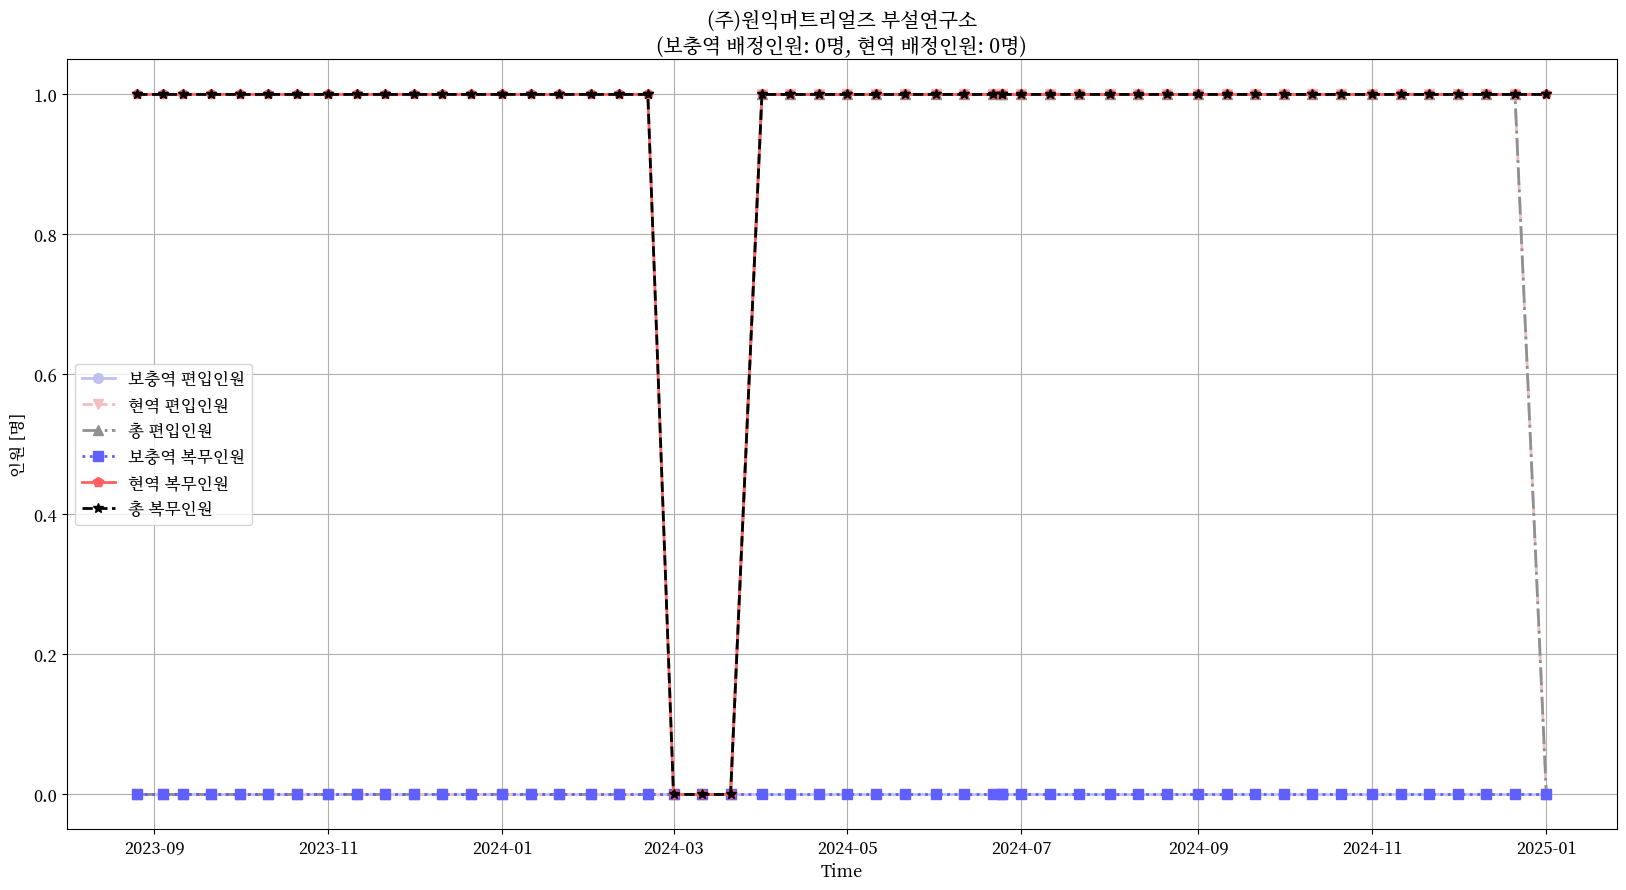 (주)원익머트리얼즈 부설연구소
(보충역 배정인원: 0명, 현역 배정인원: 0명)
1.0
0.8
0.6
0.4
0.2
0.0
인원 [명]
보충역 편입인원
현역 편입인원
총 편입인원
보충역 복무인원
현역 복무인원
총 복무인원
2023-09
2023-11
2024-01
2024-03
2024-05
2024-07
2024-09
2024-11
2025-01
Time